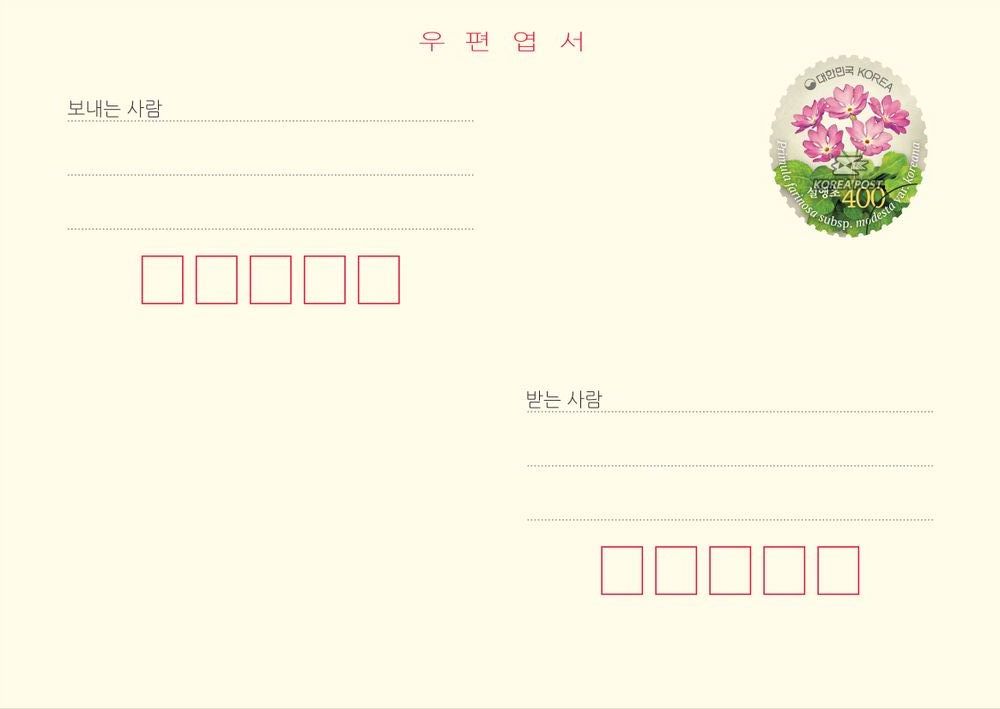 우편엽서
대한민국 KOREA
보내는 사람
Primula farinosa subsp. modesta var. koreana
KOREA POST
설앵초 400
받는 사람